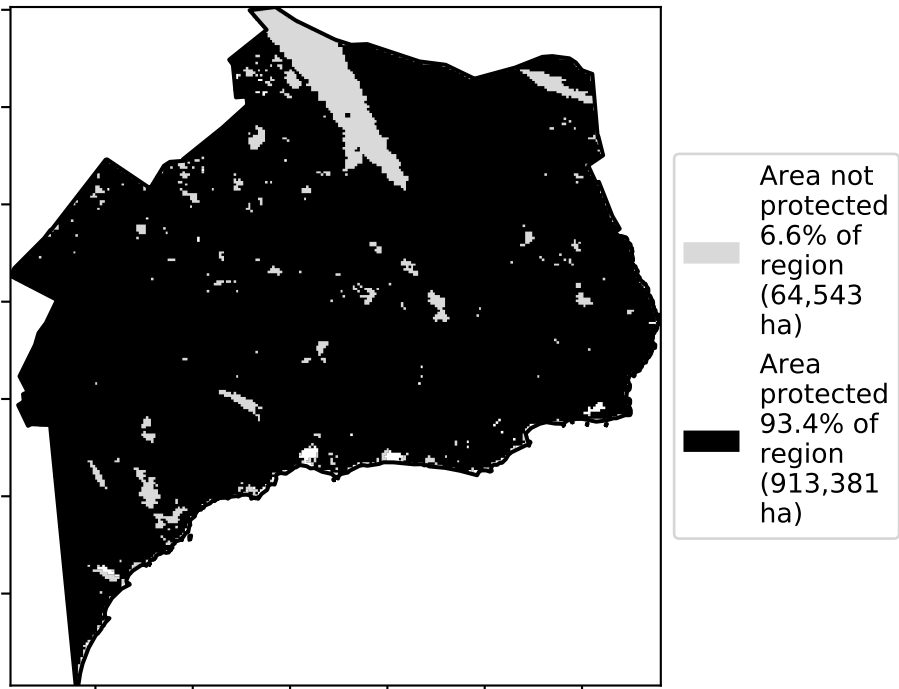 Area not
protected
6.6% of
region
(64,543
ha)
Area
protected
93.4% of
region
(913,381
ha)